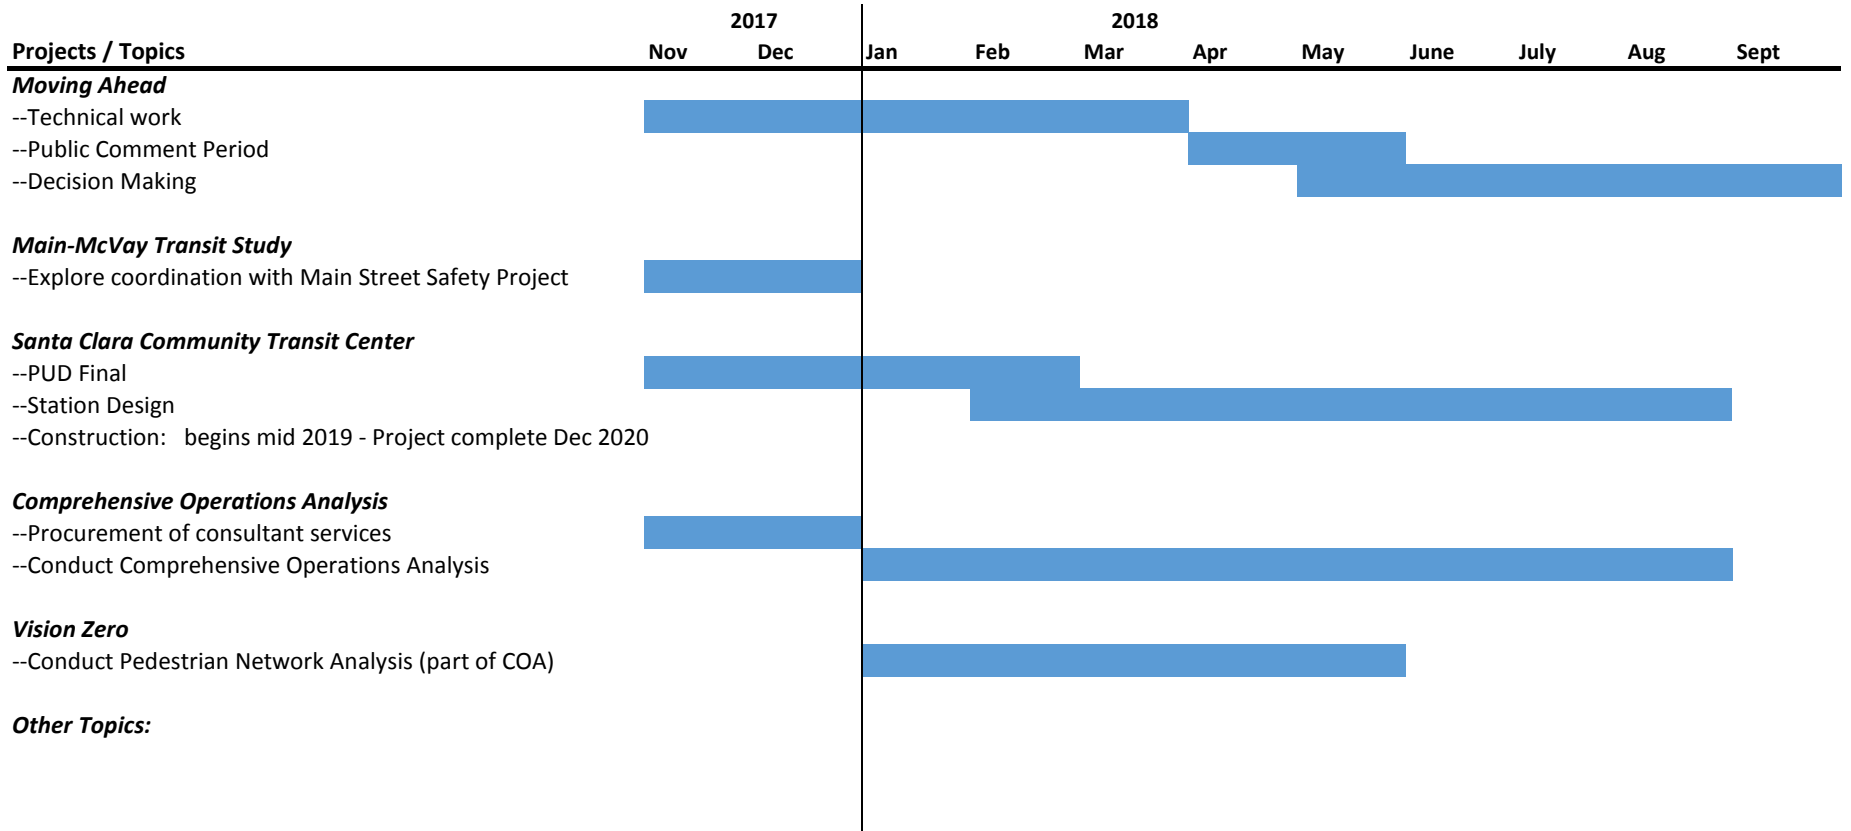 2017 2018
Projects / Topics Nov Dec Jan Feb Mar Apr May June July Aug Sept
Moving Ahead
--Technical work
--Public Comment Period
--Decision Making
Main-McVay Transit Study
--Explore coordination with Main Street Safety Project
Santa Clara Community Transit Center
--PUD Final
--Station Design
--Construction: begins mid 2019 - Project complete Dec 2020
Comprehensive Operations Analysis
--Procurement of consultant services
--Conduct Comprehensive Operations Analysis
Vision Zero
--Conduct Pedestrian Network Analysis (part of COA)
Other Topics: